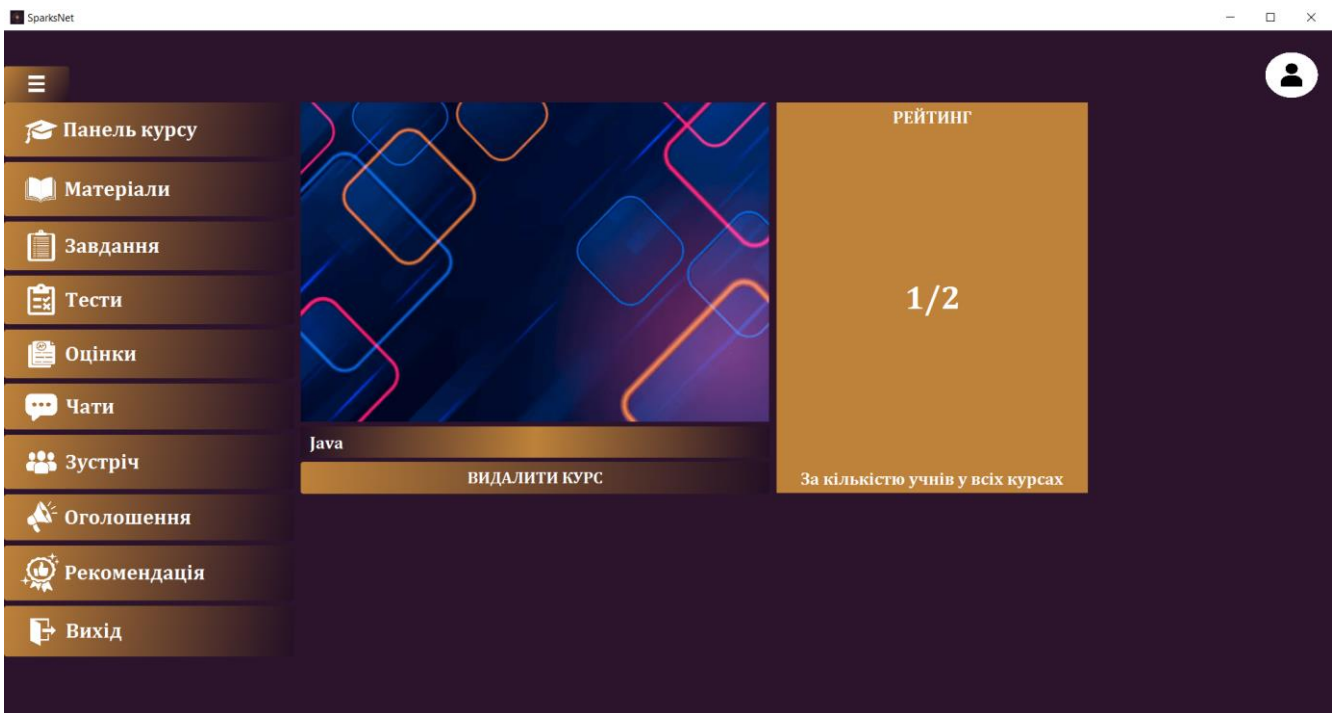 SparksNet
Панель курсу
Матеріали
Завдання
Тести
Оцінки
Чати
Зустріч
Оголошення
Рекомендація
Вихід
Java
ВИДАЛИТИ КУРС
РЕЙТИНГ
1/2
За кількістю учнів у всіх курсах